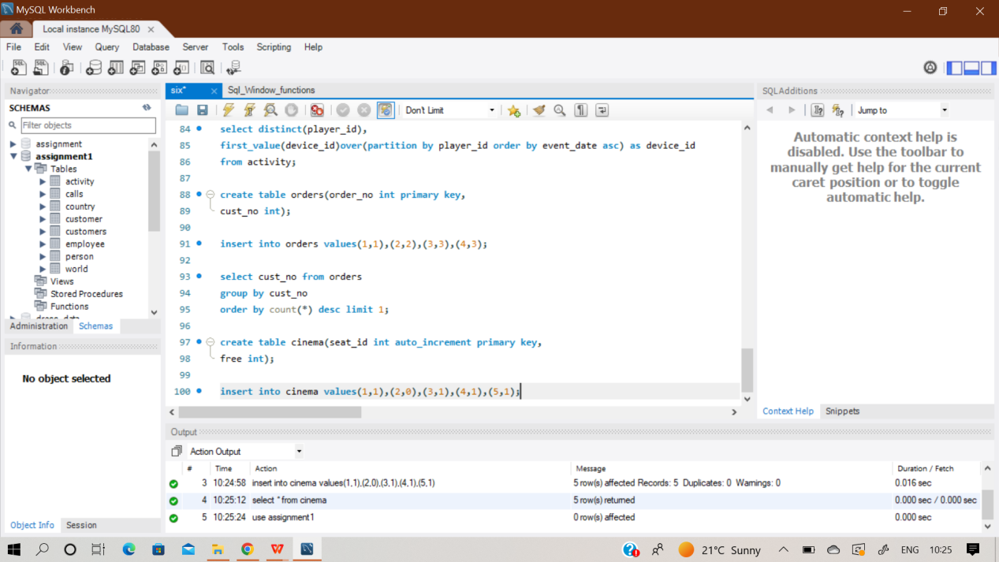 MySQL Workbench
Local instance MySQL80
File Edit View Query Database Server Tools Scripting Help
Navigator
SCHEMAS
Filter objects
assignment
assignment1
Tables
activity
calls
country
customer
customers
employee
person
world
Views
Stored Procedures
Functions
Administration Schemas
Information
No object selected
Object Info Session
six* Sql_Window_functions
Don't Limit
84 select distinct(player_id),
85 first_value(device_id)over(partition by player_id order by event_date asc) as device_id
86 from activity;
87
88 create table orders(order_no int primary key,
89 cust_no int);
90
91 insert into orders values(1,1),(2,2),(3,3),(4,3);
92
93 select cust_no from orders
94 group by cust_no
95 order by count(*) desc limit 1;
96
97 create table cinema(seat_id int auto_increment primary key,
98 free int);
99
100 insert into cinema values(1,1),(2,0),(3,1),(4,1),(5,1);
SQLAdditions
Jump to
Automatic context help is
disabled. Use the toolbar to
manually get help for the current
caret position or to toggle
automatic help.
Context Help Snippets
Output
Action Output
# Time Action Message Duration / Fetch
3 10:24:58 insert into cinema values(1,1),(2,0),(3,1),(4,1),(5,1) 5 row(s) affected Records: 5 Duplicates: 0 Warnings: 0 0.016 sec
4 10:25:12 select * from cinema 5 row(s) returned 0.000 sec / 0.000 sec
5 10:25:24 use assignment1 0 row(s) affected 0.000 sec
21°C Sunny ENG 10:25